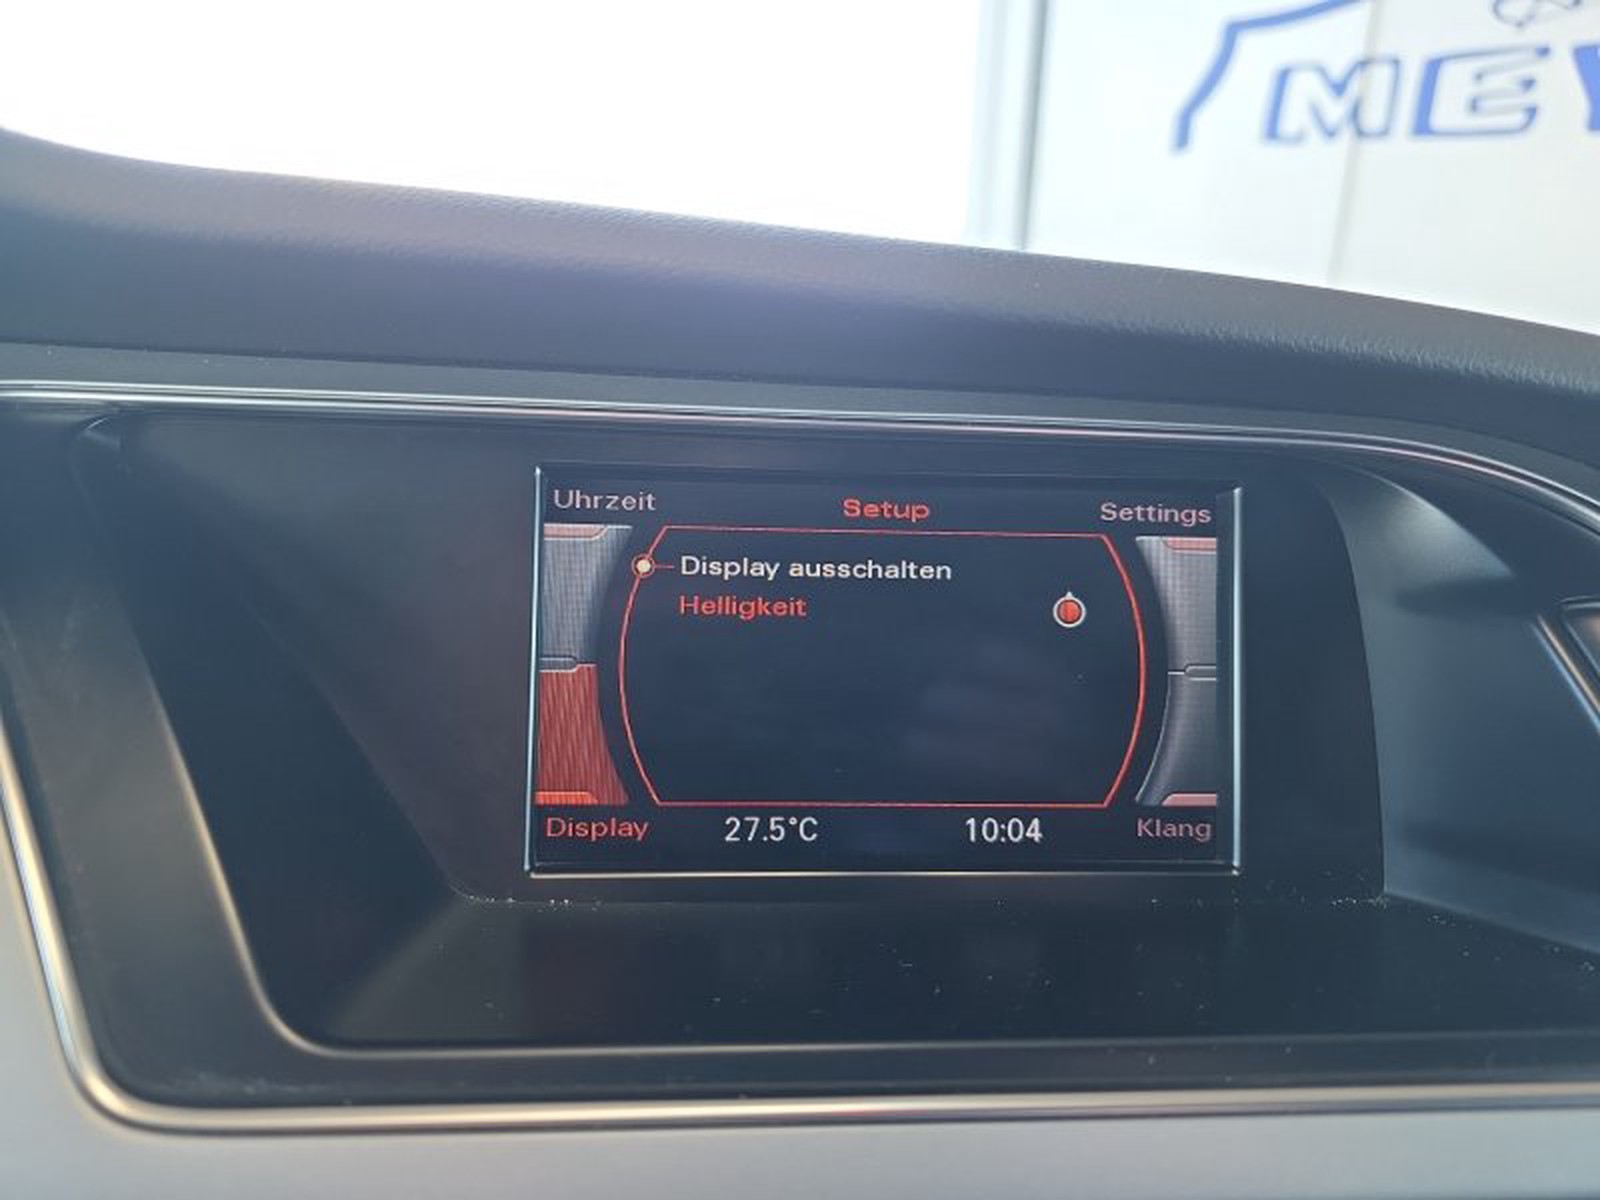 MEY
Uhrzeit
Setup
Settings
Display ausschalten
Helligkeit
Display
27.5°C
10:04
Klang